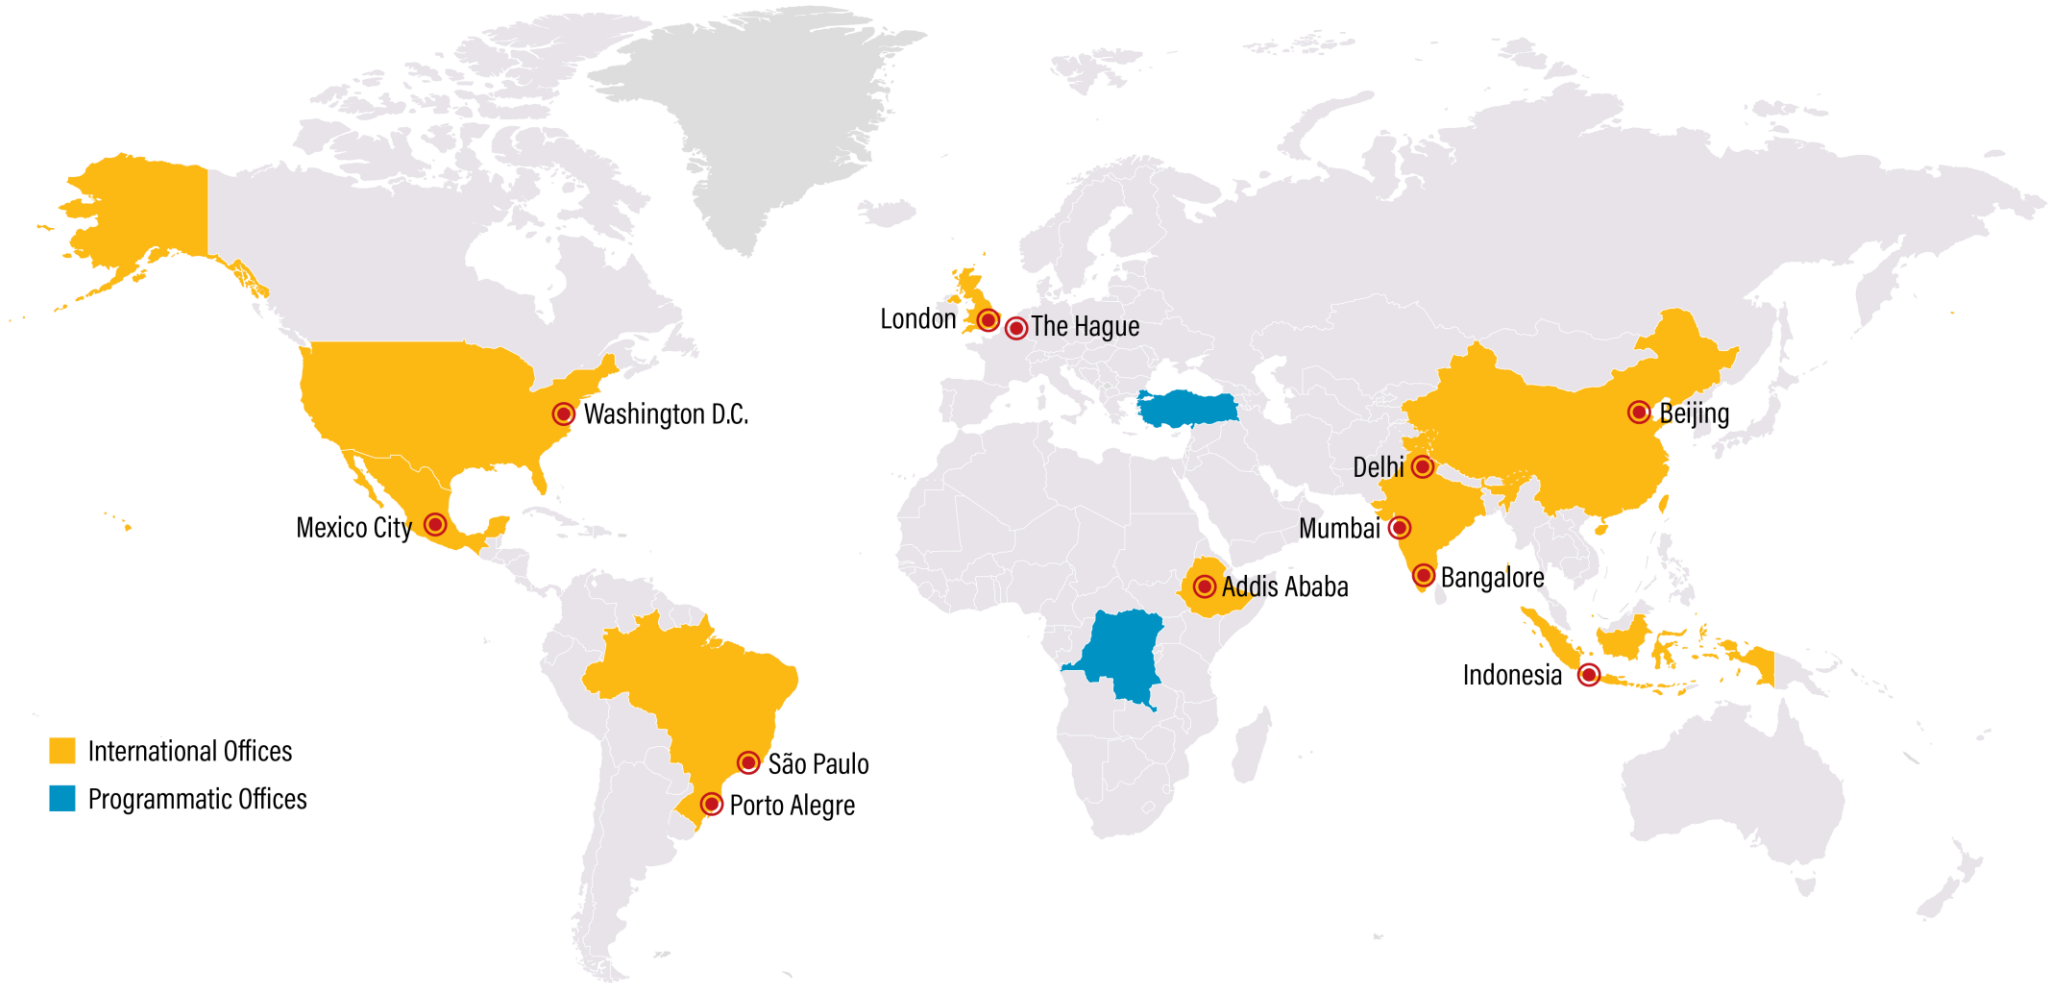 London
The Hague
Washington D.C.
Beijing
Delhi
Mexico City
Mumbai
Bangalore
Addis Ababa
Indonesia
São Paulo
Porto Alegre
International Offices
Programmatic Offices